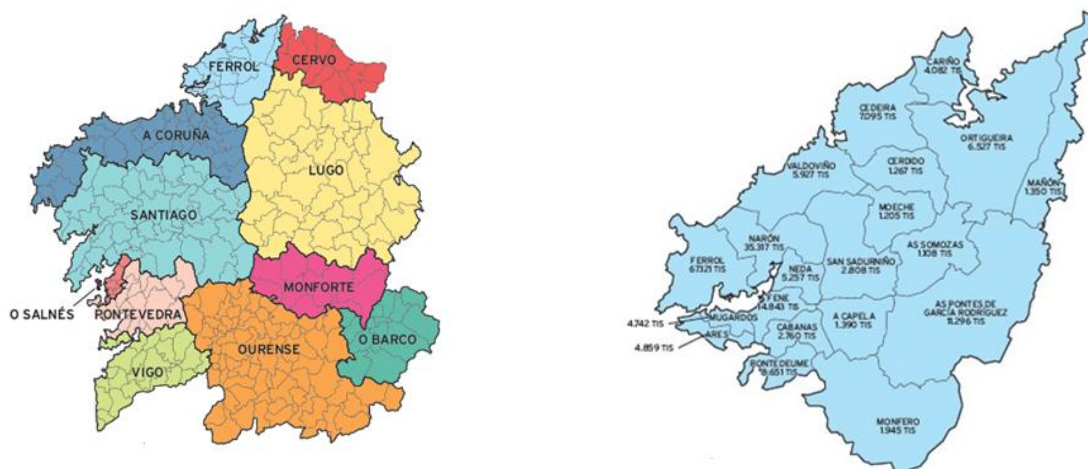 FERROL
CERVO
A CORUÑA
LUGO
SANTIAGO
MONFORTE
O SALNÉS
PONTEVEDRA
O BARCO
OURENSE
VIGO
CARIÑO
4.082 TIS
CEDEIRA
7.095 TIS
ORTIGUEIRA
6.527 TIS
VALDOVIÑO
5.927 TIS
CERDIDO
1.267 TIS
MAÑÓN
1.350 TIS
MOECHE
1.205 TIS
NARÓN
35.317 TIS
AS SOMOZAS
1.108 TIS
FERROL
67.121 TIS
NEDA
5.257 TIS
SAN SADURNIÑO
2.808 TIS
FENE
14.843 TIS
AS PONTES DE
GARCÍA RODRÍGUEZ
11.296 TIS
4.742 TIS
MUGARDOS
A CAPELA
1.390 TIS
CABANAS
2.760 TIS
ARES
4.859 TIS
PONTEDEUME
8.651 TIS
MONFERO
1.945 TIS